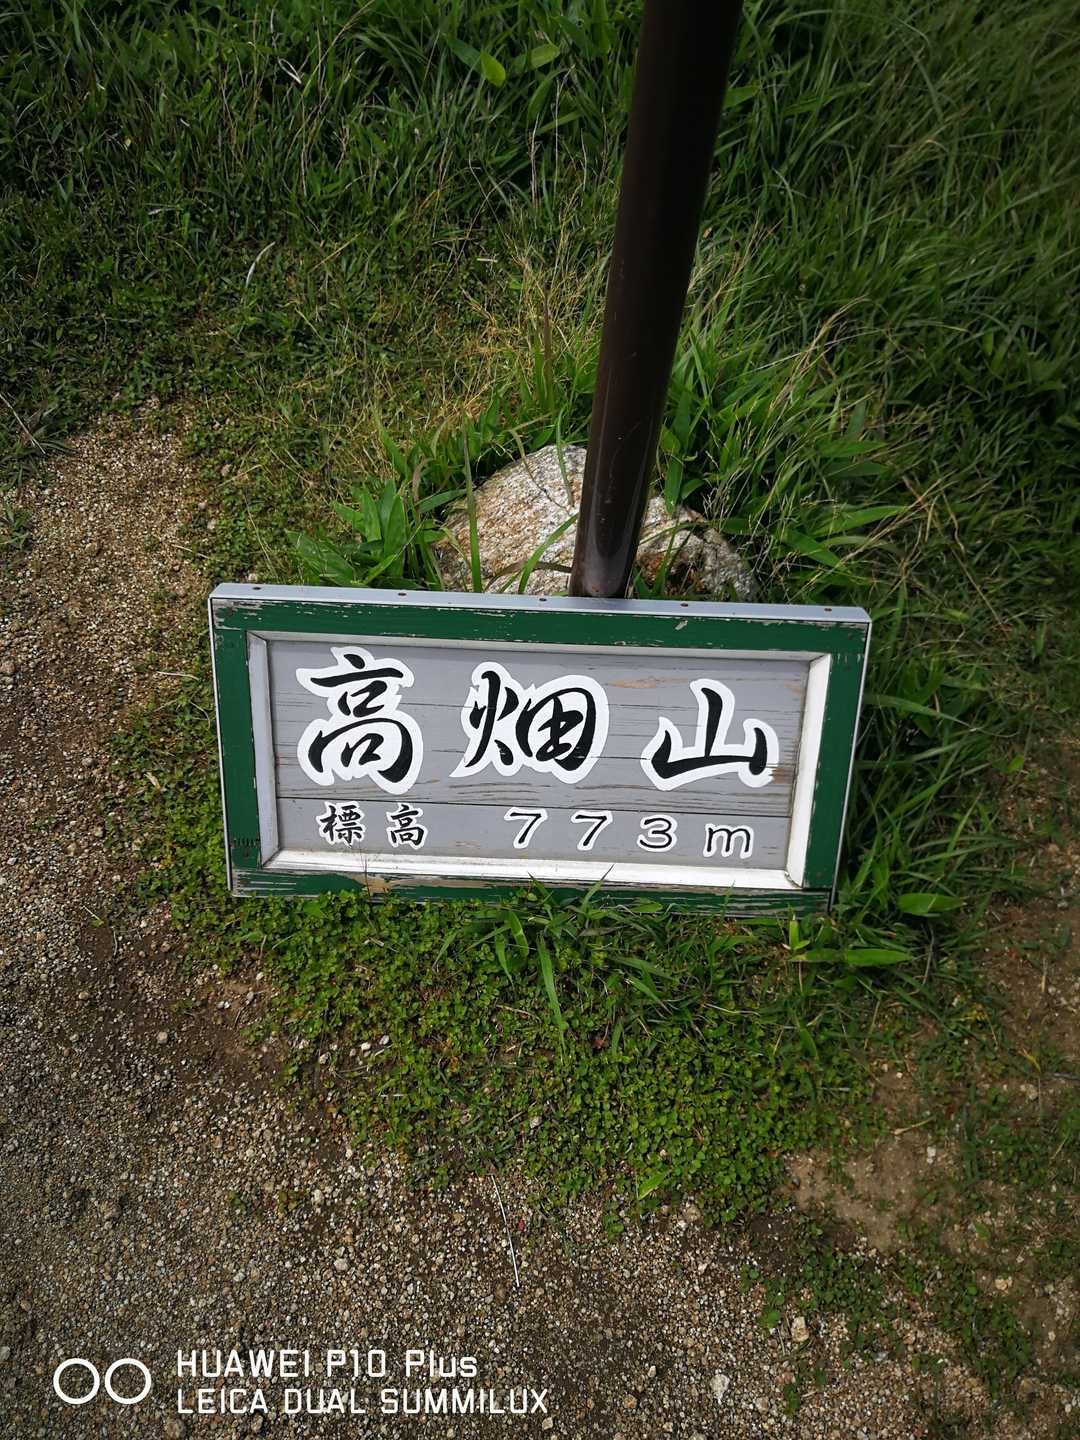 高畑山
標高 773m
HUAWEI P10 Plus
LEICA DUAL SUMMILUX